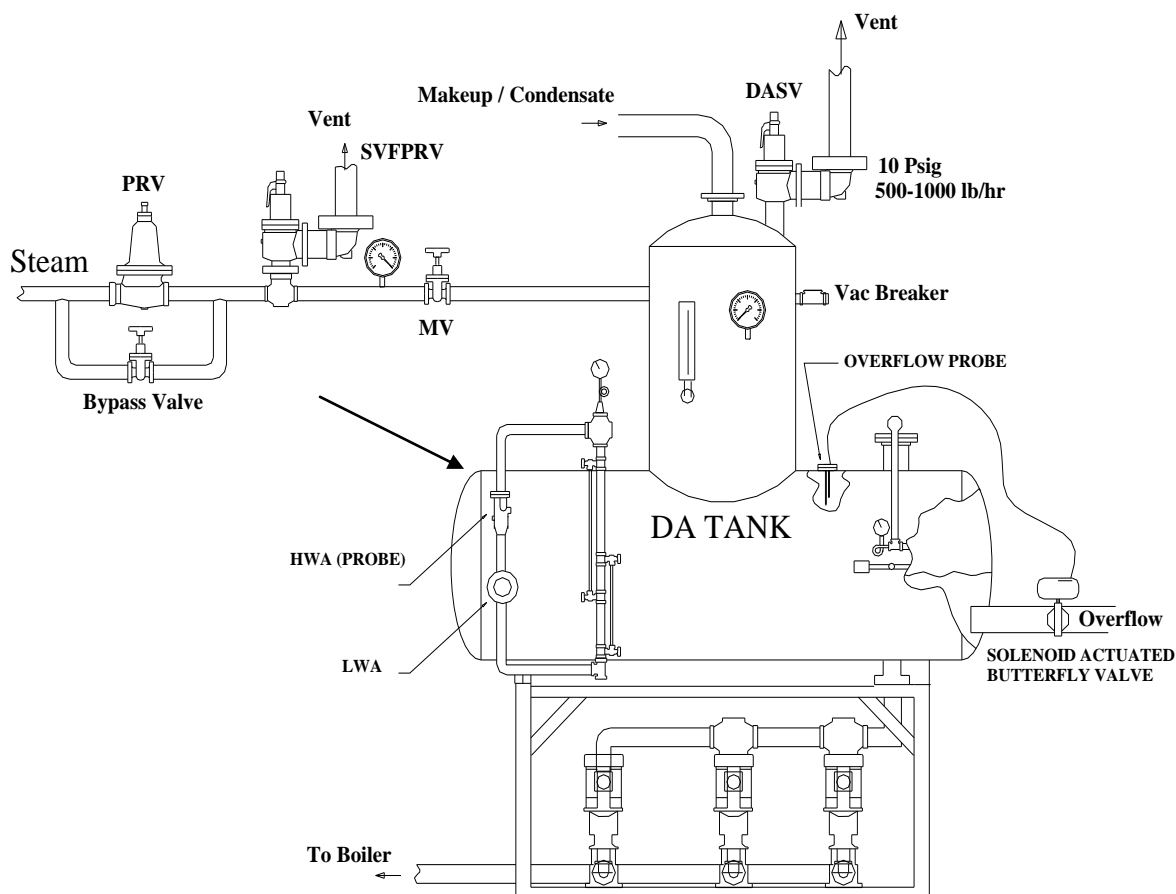 Vent
Makeup / Condensate
DASV
Vent
SVFPRV
10 Psig
500-1000 lb/hr
PRV
Steam
Vac Breaker
MV
OVERFLOW PROBE
Bypass Valve
DA TANK
HWA (PROBE)
Overflow
LWA
SOLENOID ACTUATED
BUTTERFLY VALVE
To Boiler